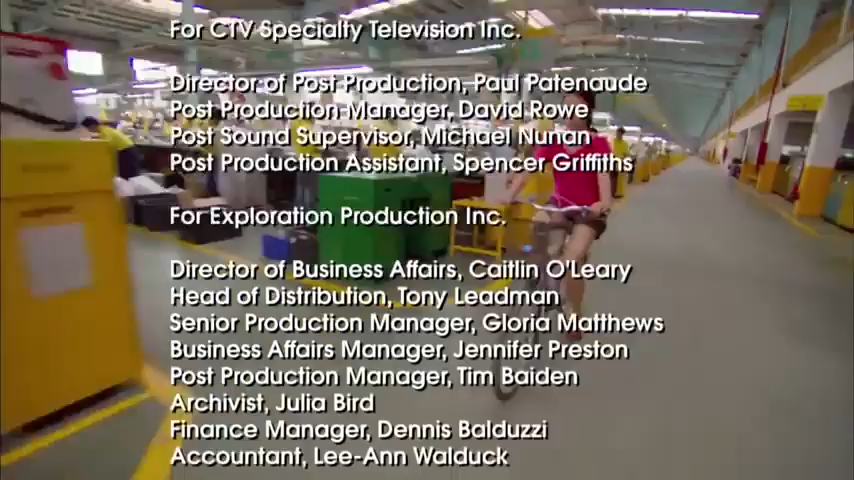 For CTV Specialty Television Inc.
Director of Post Production, Paul Patenaude
Post Production Manager, David Rowe
Post Sound Supervisor, Michael Nunan
Post Production Assistant, Spencer Griffiths
For Exploration Production Inc.
Director of Business Affairs, Caitlin O'Leary
Head of Distribution, Tony Leadman
Senior Production Manager, Gloria Matthews
Business Affairs Manager, Jennifer Preston
Post Production Manager, Tim Baiden
Archivist, Julia Bird
Finance Manager, Dennis Balduzzi
Accountant, Lee-Ann Walduck